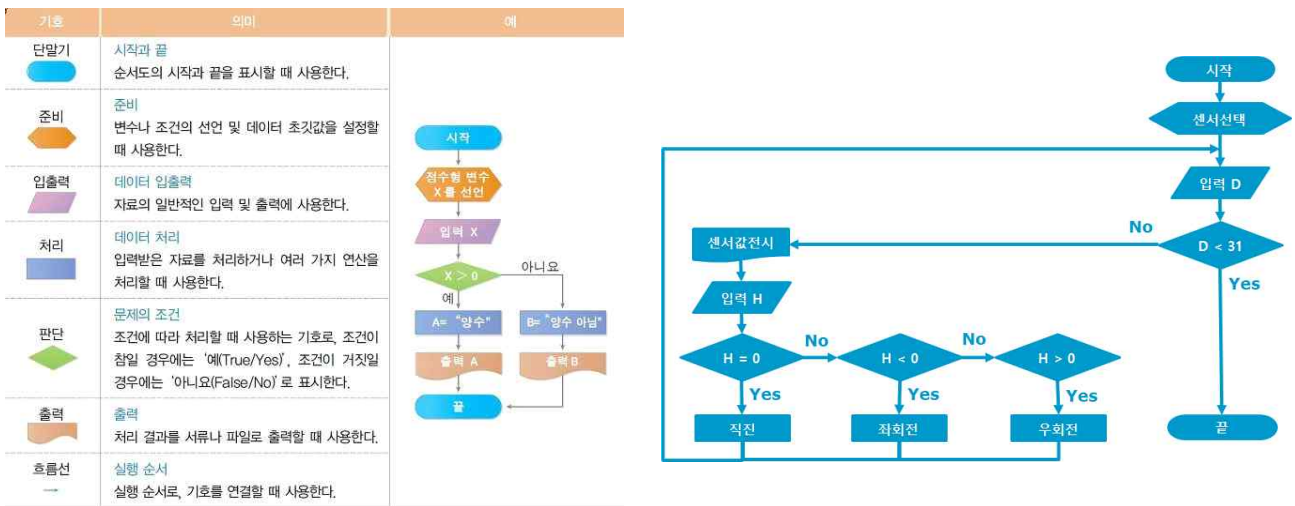 기호 의미 예
단말기
시작과 끝
순서도의 시작과 끝을 표시할 때 사용한다.
준비
준비
변수나 조건의 선언 및 데이터 초깃값을 설정할
때 사용한다.
입출력
데이터 입출력
자료의 일반적인 입력 및 출력에 사용한다.
처리
데이터 처리
입력받은 자료를 처리하거나 여러 가지 연산을
처리할 때 사용한다.
판단
문제의 조건
조건에 따라 처리할 때 사용하는 기호로, 조건이
참일 경우에는 ‘예(True/Yes)’, 조건이 거짓일
경우에는 ‘아니요(False/No)’로 표시한다.
출력
출력
처리 결과를 서류나 파일로 출력할 때 사용한다.
흐름선
실행 순서
실행 순서로, 기호를 연결할 때 사용한다.
시작
정수형 변수
X를 선언
입력 X
X > 0
아니요
예
A= “양수”
B= “양수 아님”
출력 A
출력 B
끝
시작
센서선택
입력 D
D < 31
No
Yes
센서값전시
입력 H
H = 0
No
H < 0
No
H > 0
Yes
Yes
Yes
직진
좌회전
우회전
끝